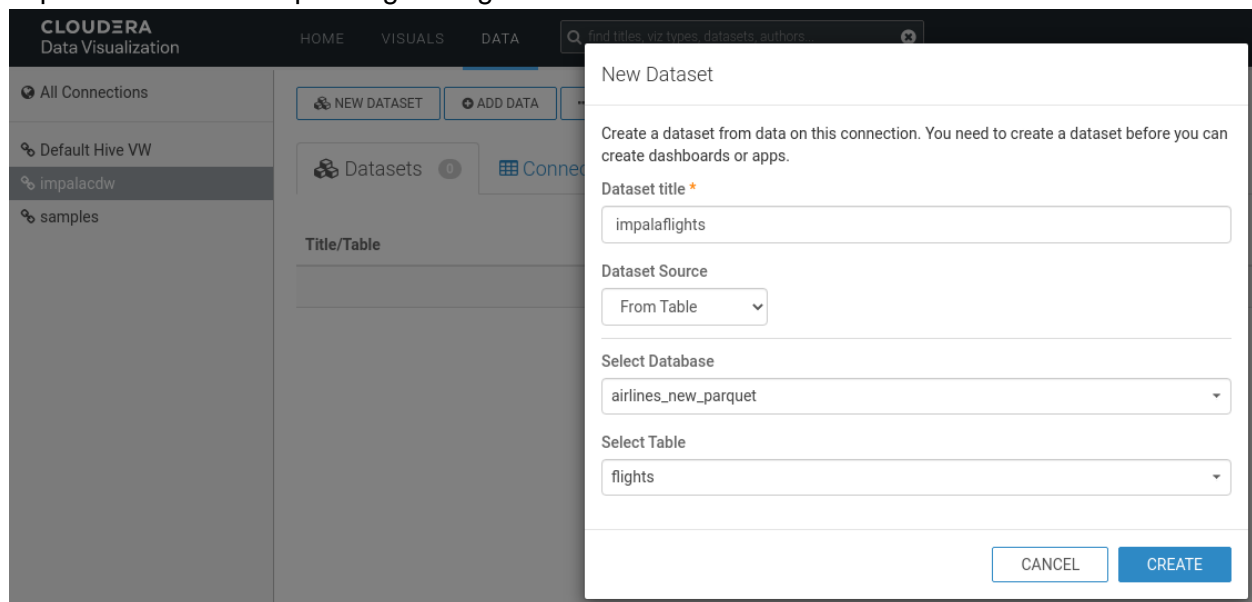 CLOUDERA
Data Visualization
HOME VISUALS DATA
find titles, viz types, datasets, authors...
All Connections
Default Hive VW
impalacdw
samples
NEW DATASET
ADD DATA
Datasets 0
Connec
Title/Table
New Dataset
Create a dataset from data on this connection. You need to create a dataset before you can
create dashboards or apps.
Dataset title *
impalaflights
Dataset Source
From Table
Select Database
airlines_new_parquet
Select Table
flights
CANCEL CREATE